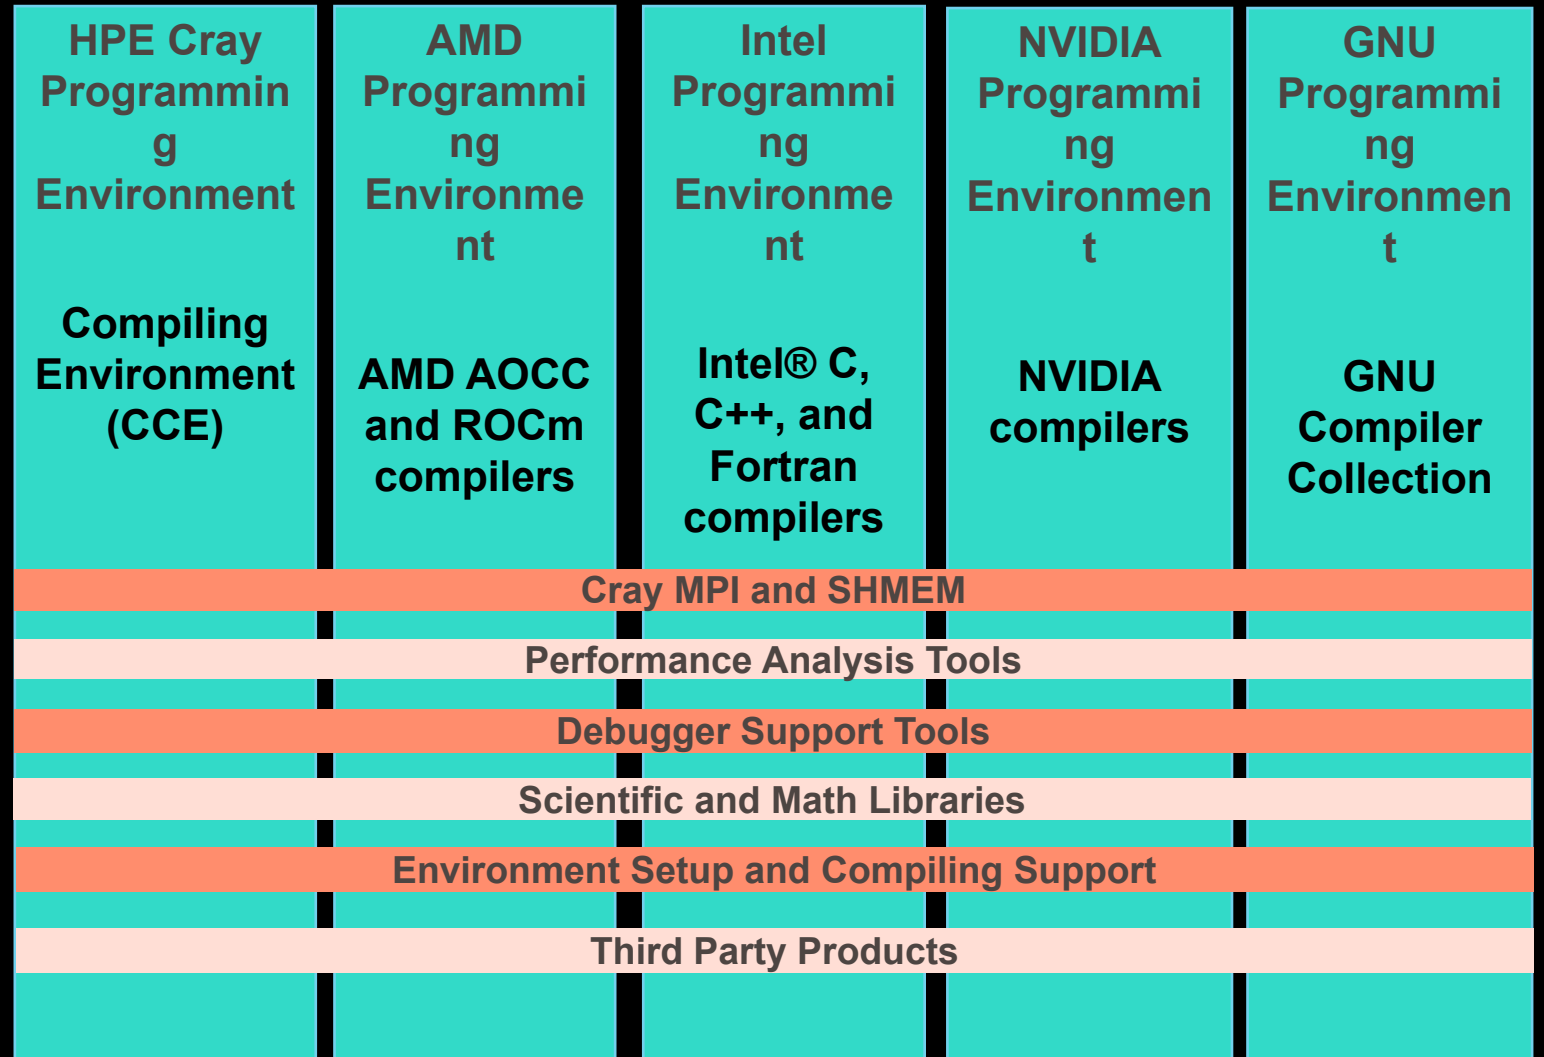 HPE Cray
Programmin
g
Environment
Compiling
Environment
(CCE)
AMD
Programmi
ng
Environme
nt
AMD AOCC
and ROCm
compilers
Intel
Programmi
ng
Environme
nt
Intel® C,
C++, and
Fortran
compilers
NVIDIA
Programmi
ng
Environmen
t
NVIDIA
compilers
GNU
Programmi
ng
Environmen
t
GNU
Compiler
Collection
Cray MPI and SHMEM
Performance Analysis Tools
Debugger Support Tools
Scientific and Math Libraries
Environment Setup and Compiling Support
Third Party Products